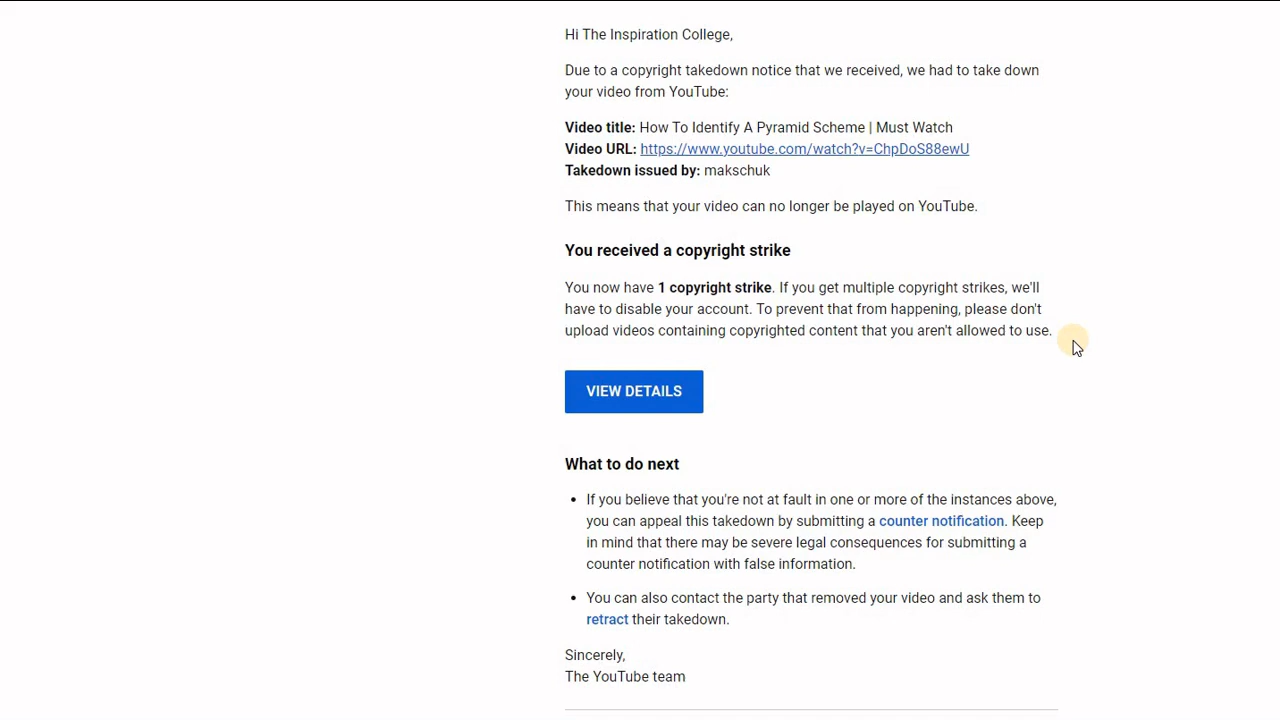 Hi The Inspiration College,
Due to a copyright takedown notice that we received, we had to take down
your video from YouTube:
Video title: How To Identify A Pyramid Scheme | Must Watch
Video URL: https://www.youtube.com/watch?v=ChpDoS88ewU
Takedown issued by: makschuk
This means that your video can no longer be played on YouTube.
You received a copyright strike
You now have 1 copyright strike. If you get multiple copyright strikes, we'll
have to disable your account. To prevent that from happening, please don't
upload videos containing copyrighted content that you aren't allowed to use.
VIEW DETAILS
What to do next
• If you believe that you're not at fault in one or more of the instances above,
you can appeal this takedown by submitting a counter notification. Keep
in mind that there may be severe legal consequences for submitting a
counter notification with false information.
• You can also contact the party that removed your video and ask them to
retract their takedown.
Sincerely,
The YouTube team